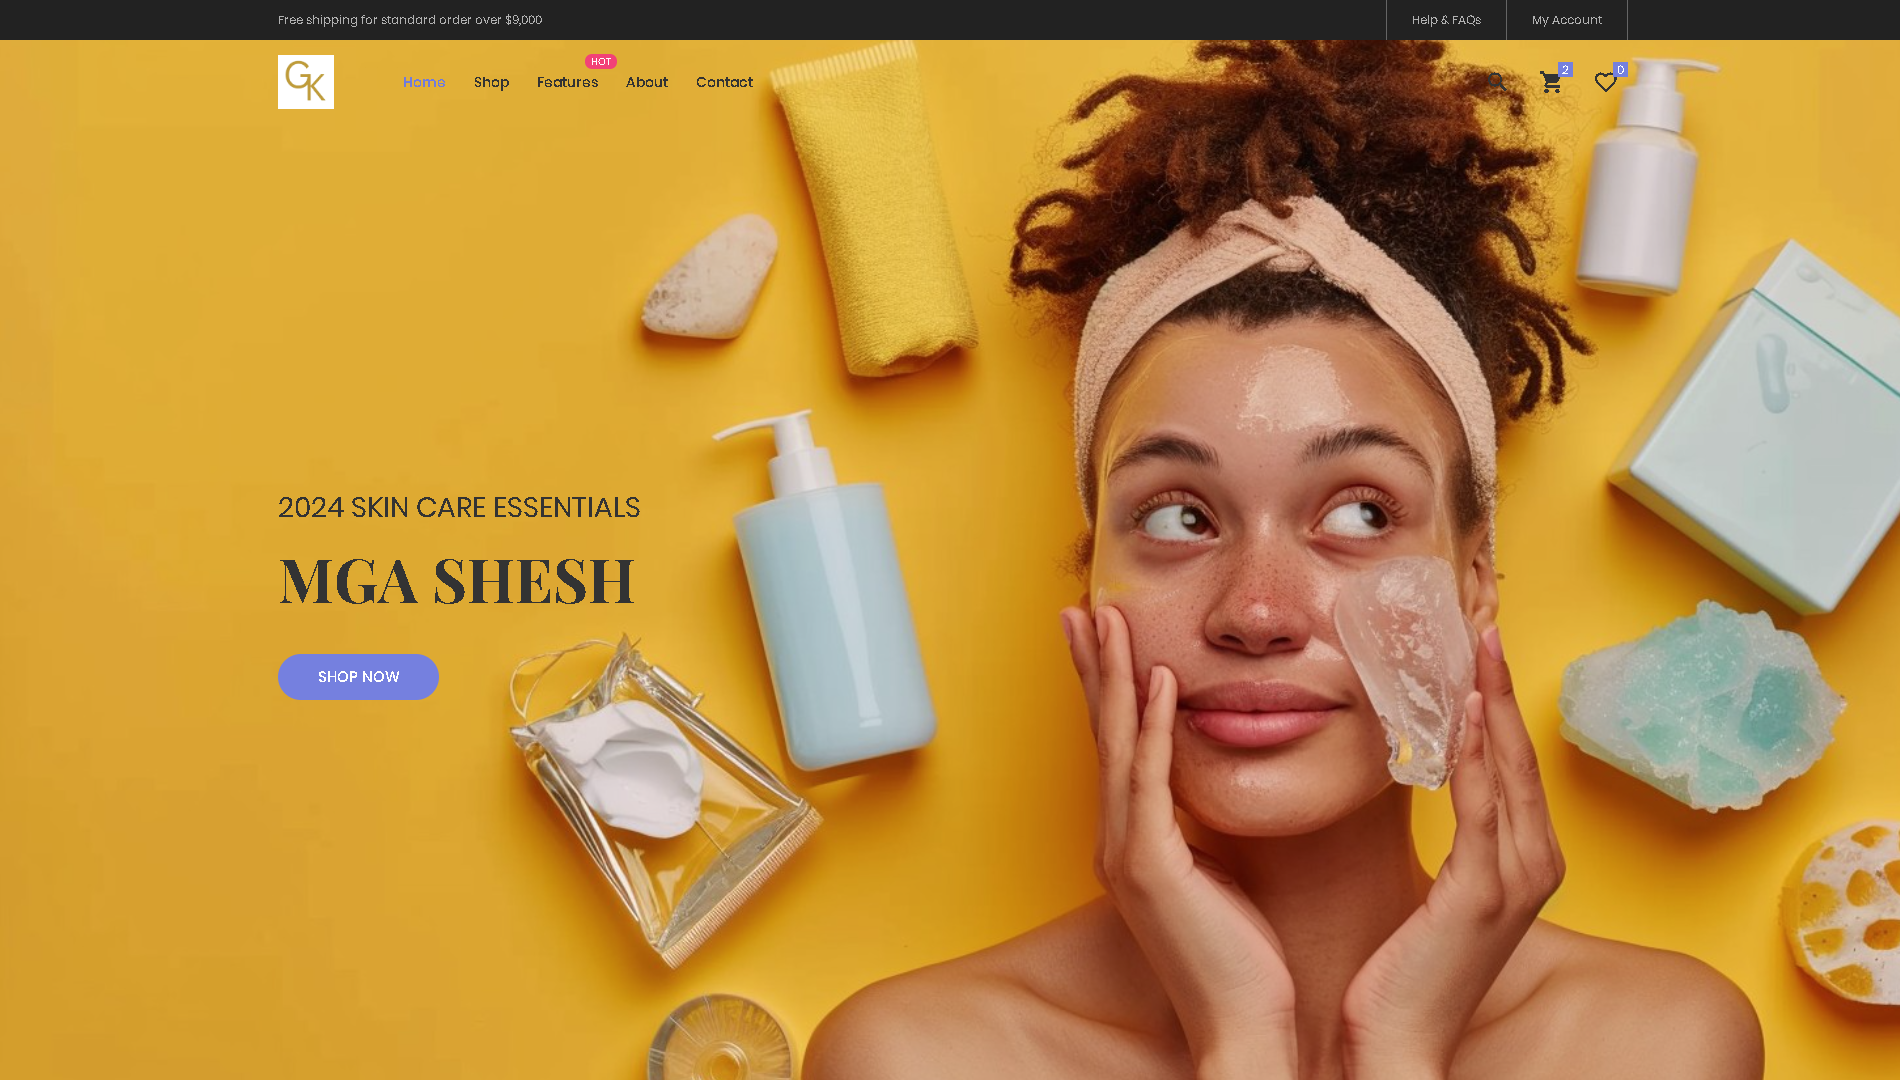 Free shipping for standard order over $9,000
Help & FAQs
My Account
GK
Home
Shop
Features
HOT
About
Contact
2
0
2024 SKIN CARE ESSENTIALS
MGA SHESH
SHOP NOW